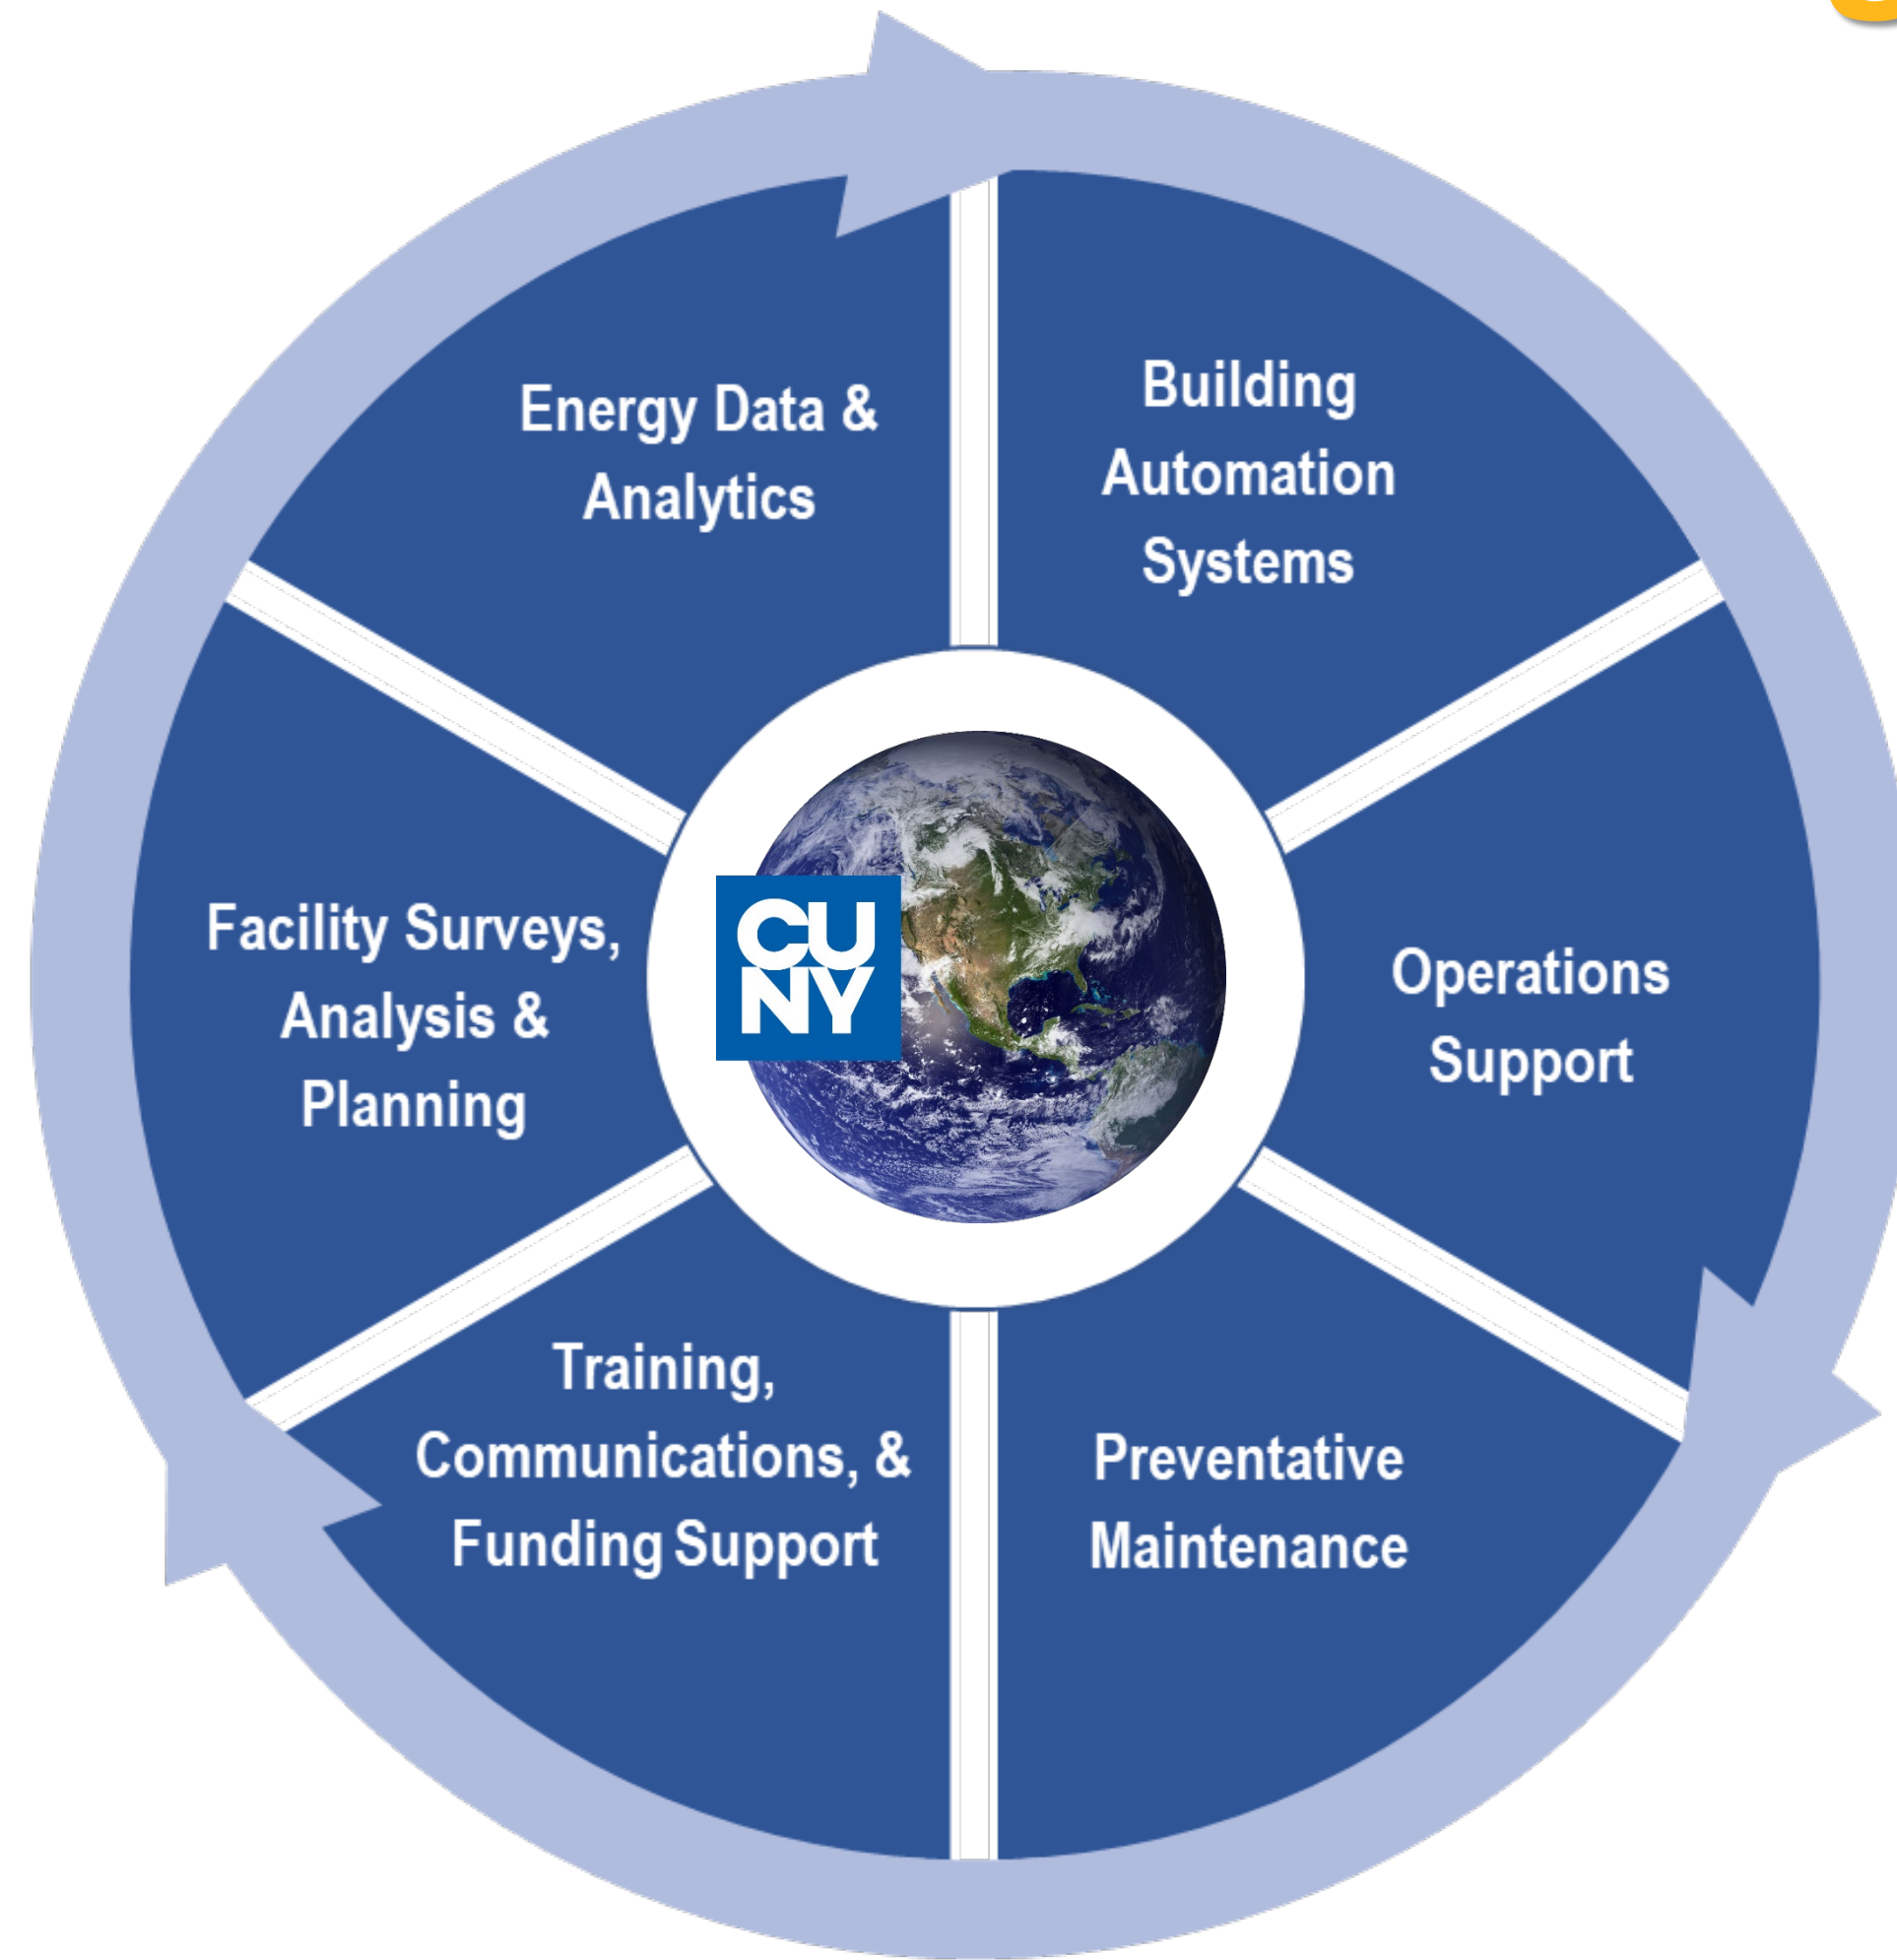 Energy Data &
Analytics
Building
Automation
Systems
Facility Surveys,
Analysis &
Planning
CU
NY
Operations
Support
Training,
Communications, &
Funding Support
Preventative
Maintenance